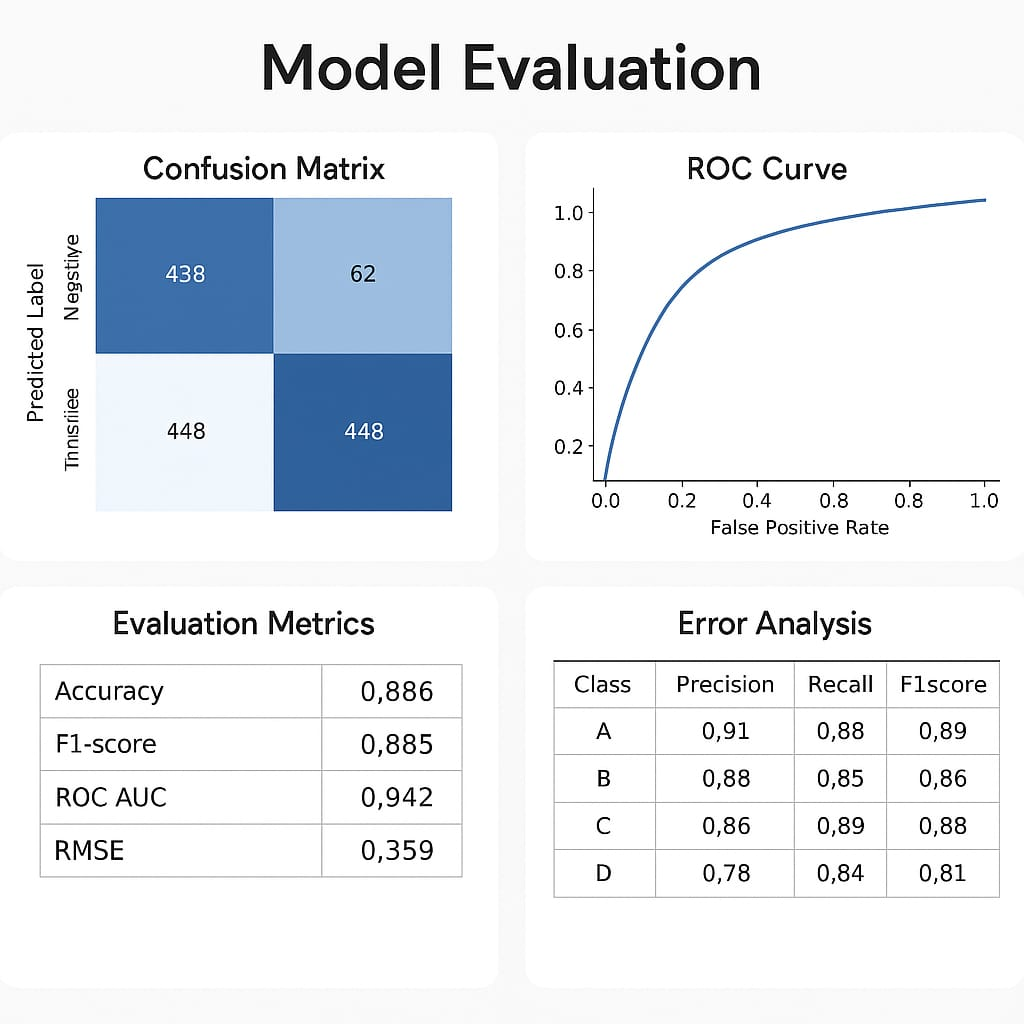 Model Evaluation
Confusion Matrix
Predicted Label
Negstiye
438
62
Tnnisriiee
448
448
ROC Curve
1.0
0.8
0.6
0.4
0.2
0.0 0.2 0.4 0.8 0.8 1.0
False Positive Rate
Evaluation Metrics
Accuracy 0,886
F1-score 0,885
ROC AUC 0,942
RMSE 0,359
Error Analysis
Class Precision Recall F1score
A 0,91 0,88 0,89
B 0,88 0,85 0,86
C 0,86 0,89 0,88
D 0,78 0,84 0,81